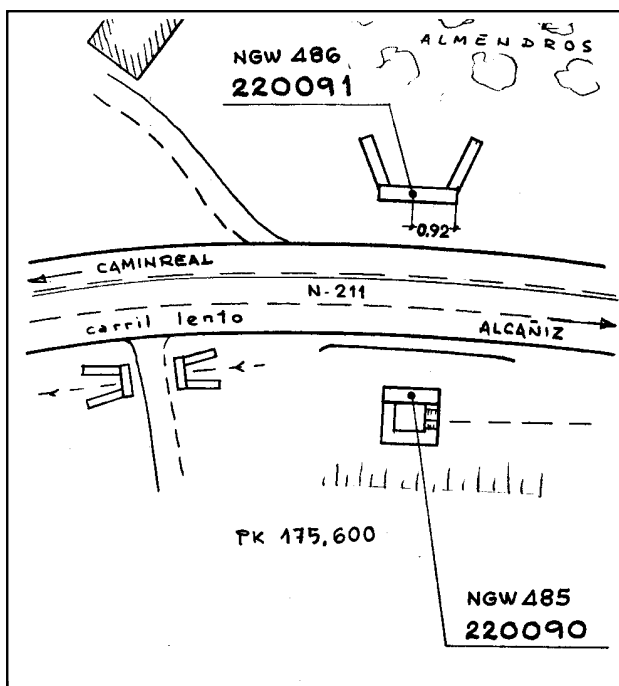 ALMENDROS
NGW 486
220091
0.92
CAMINREAL
N-211
carril lento
ALCAÑIZ
PK 175,600
NGW 485
220090